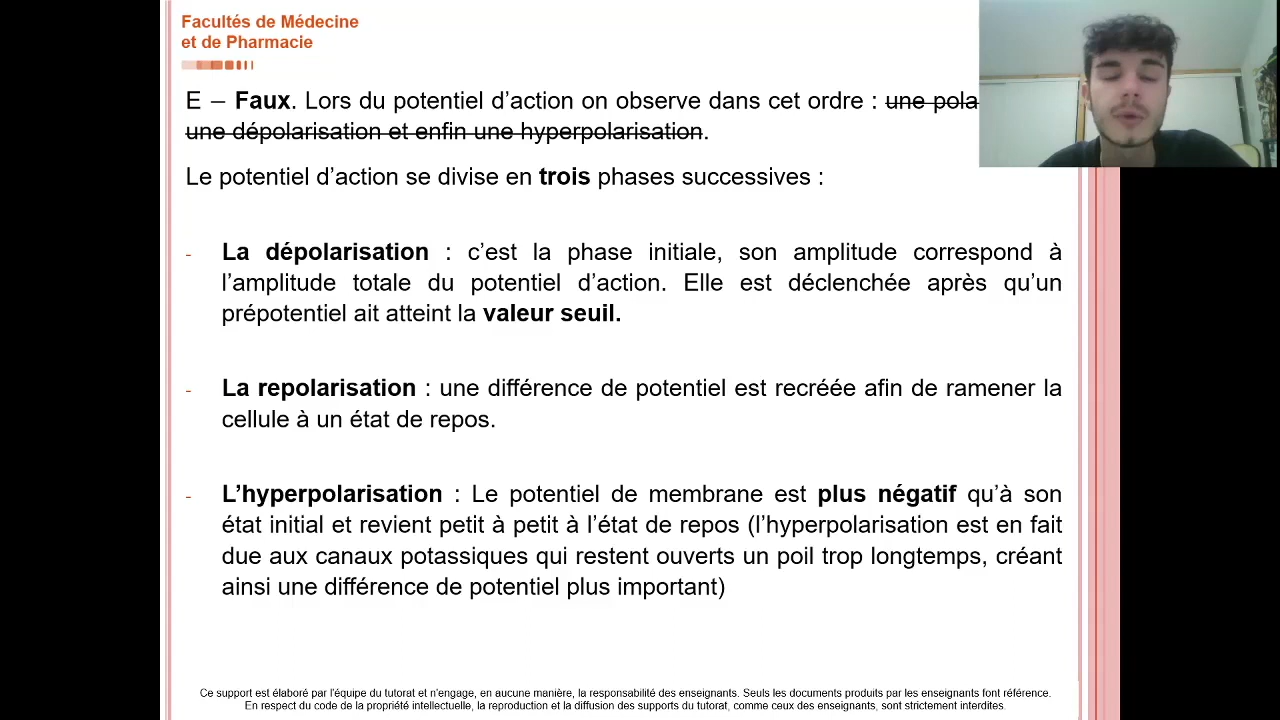 Facultés de Médecine
et de Pharmacie
E – Faux. Lors du potentiel d'action on observe dans cet ordre : une pola
une dépolarisation et enfin une hyperpolarisation.
Le potentiel d'action se divise en trois phases successives :
- La dépolarisation : c'est la phase initiale, son amplitude correspond à
l'amplitude totale du potentiel d'action. Elle est déclenchée après qu'un
prépotentiel ait atteint la valeur seuil.
- La repolarisation : une différence de potentiel est recréée afin de ramener la
cellule à un état de repos.
- L'hyperpolarisation : Le potentiel de membrane est plus négatif qu'à son
état initial et revient petit à petit à l'état de repos (l'hyperpolarisation est en fait
due aux canaux potassiques qui restent ouverts un poil trop longtemps, créant
ainsi une différence de potentiel plus important)
Ce support est élaboré par l'équipe du tutorat et n'engage, en aucune manière, la responsabilité des enseignants. Seuls les documents produits par les enseignants font référence.
En respect du code de la propriété intellectuelle, la reproduction et la diffusion des supports du tutorat, comme ceux des enseignants, sont strictement interdites.